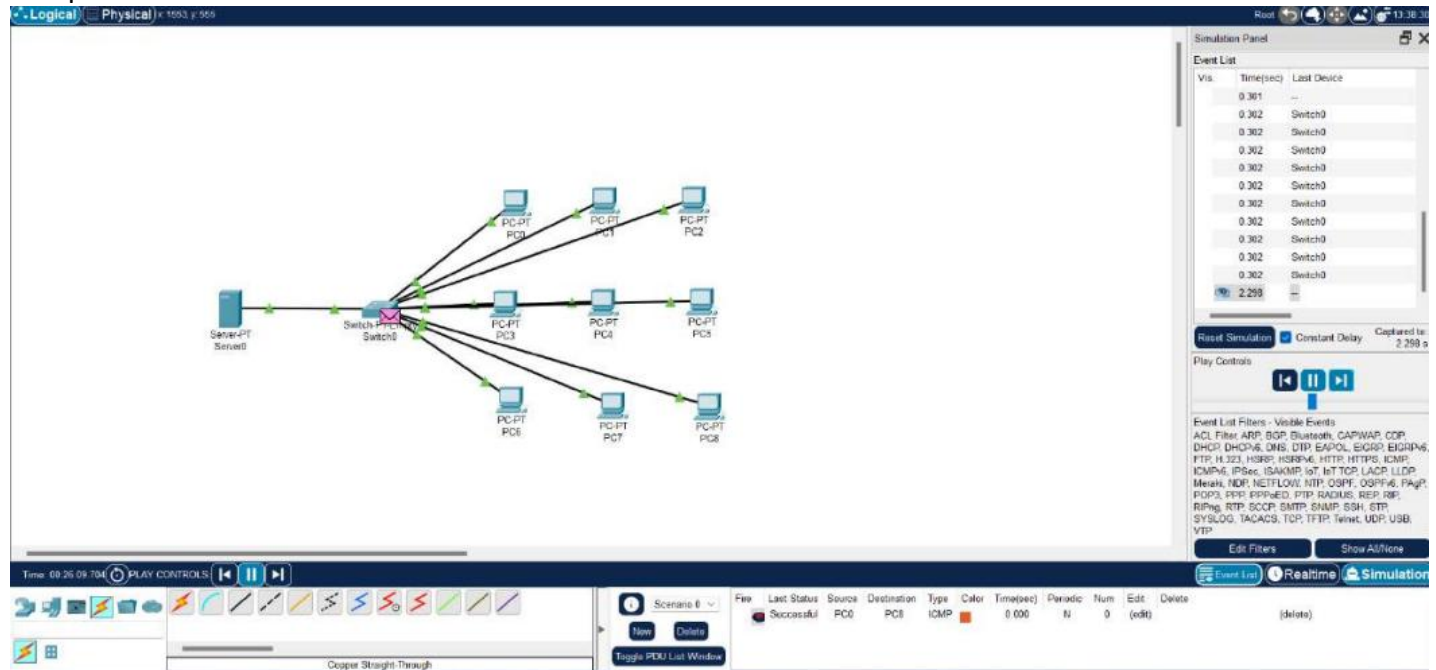 Logical Physical x: 1553, y: 555
Root 13:38:30
Simulation Panel
Event List
Vis. Time(sec) Last Device
0.301 --
0.302 Switch0
0.302 Switch0
0.302 Switch0
0.302 Switch0
0.302 Switch0
0.302 Switch0
0.302 Switch0
0.302 Switch0
0.302 Switch0
0.302 Switch0
2.298 --
Reset Simulation Constant Delay Captured to:
2.298 s
Play Controls
Event List Filters - Visible Events
ACL Filter, ARP, BGP, Bluetooth, CAPWAP, CDP,
DHCP, DHCPv6, DNS, DTP, EAPOL, EIGRP, EIGRPv6,
FTP, H.323, HSRP, HSRPv6, HTTP, HTTPS, ICMP,
ICMPv6, IPSec, ISAKMP, IoT, IoT TCP, LACP, LLDP,
Meraki, NDP, NETFLOW, NTP, OSPF, OSPFv6, PAgP,
POP3, PPP, PPPoED, PTP, RADIUS, REP, RIP,
RIPng, RTP, SCCP, SMTP, SNMP, SSH, STP,
SYSLOG, TACACS, TCP, TFTP, Telnet, UDP, USB,
VTP
Edit Filters Show All/None
PC-PT
PC0
PC-PT
PC1
PC-PT
PC2
Server-PT
Server0
Switch0
PC-PT
PC3
PC-PT
PC4
PC-PT
PC5
PC-PT
PC6
PC-PT
PC7
PC-PT
PC8
Time: 00:26:09.704 PLAY CONTROLS:
Event List Realtime Simulation
Scenario 0
New Delete
Toggle PDU List Window
Fire Last Status Source Destination Type Color Time(sec) Periodic Num Edit Delete
Successful PC0 PC8 ICMP 0.000 N 0 (edit) (delete)
Copper Straight-Through